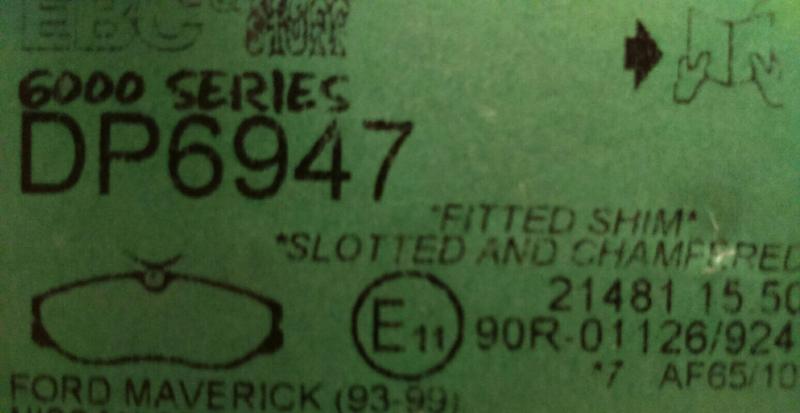 EBC
6000 SERIES
DP6947
*FITTED SHIM*
*SLOTTED AND CHAMFERED
21481 15.50
E11 90R-01126/924
*7 AF65/10
FORD MAVERICK (93-99)